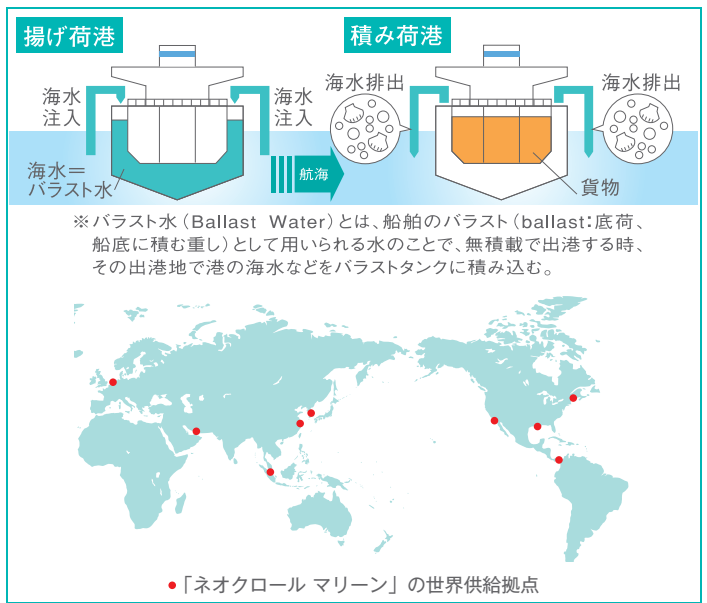 揚げ荷港
積み荷港
海水
注入
海水
注入
海水排出
海水排出
海水＝
バラスト水
航海
貨物
※バラスト水（Ballast Water）とは、船舶のバラスト（ballast：底荷、
船底に積む重し）として用いられる水のことで、無積載で出港する時、
その出港地で港の海水などをバラストタンクに積み込む。
●「ネオクロール マリーン」の世界供給拠点